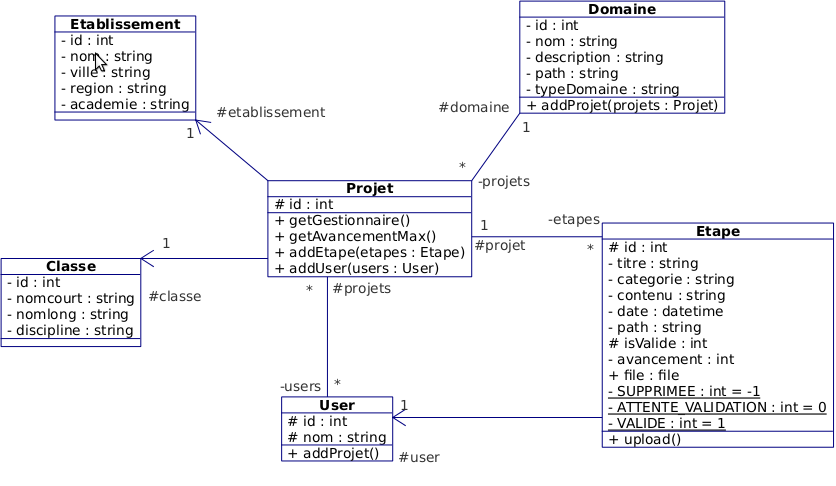 Etablissement
- id : int
- nom : string
- ville : string
- region : string
- academie : string
#etablissement
1
Domaine
- id : int
- nom : string
- description : string
- path : string
- typeDomaine : string
+ addProjet(projets : Projet)
#domaine
1
*
-projets
Projet
# id : int
+ getGestionnaire()
+ getAvancementMax()
+ addEtape(etapes : Etape)
+ addUser(users : User)
1
#projet
-etapes
*
Etape
# id : int
- titre : string
- categorie : string
- contenu : string
- date : datetime
- path : string
# isValide : int
- avancement : int
+ file : file
- SUPPRIMEE : int = -1
- ATTENTE_VALIDATION : int = 0
- VALIDE : int = 1
+ upload()
1
#classe
Classe
- id : int
- nomcourt : string
- nomlong : string
- discipline : string
*
#projets
-users
*
User
# id : int
# nom : string
+ addProjet()
1
#user